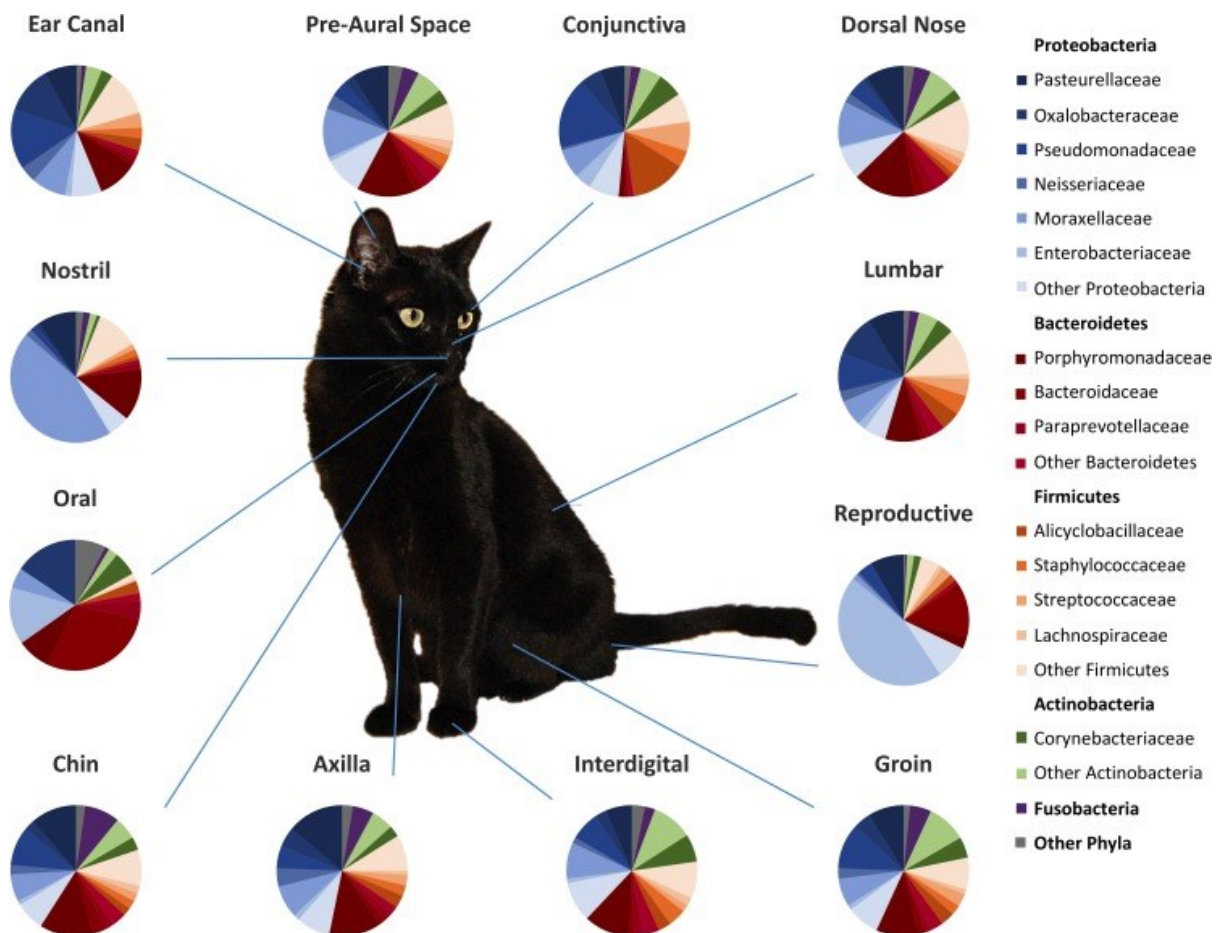 Ear Canal
Pre-Aural Space
Conjunctiva
Dorsal Nose
Nostril
Lumbar
Oral
Reproductive
Chin
Axilla
Interdigital
Groin
Proteobacteria
Pasteurellaceae
Oxalobacteraceae
Pseudomonadaceae
Neisseriaceae
Moraxellaceae
Enterobacteriaceae
Other Proteobacteria
Bacteroidetes
Porphyromonadaceae
Bacteroidaceae
Paraprevotellaceae
Other Bacteroidetes
Firmicutes
Alicyclobacillaceae
Staphylococcaceae
Streptococcaceae
Lachnospiraceae
Other Firmicutes
Actinobacteria
Corynebacteriaceae
Other Actinobacteria
Fusobacteria
Other Phyla